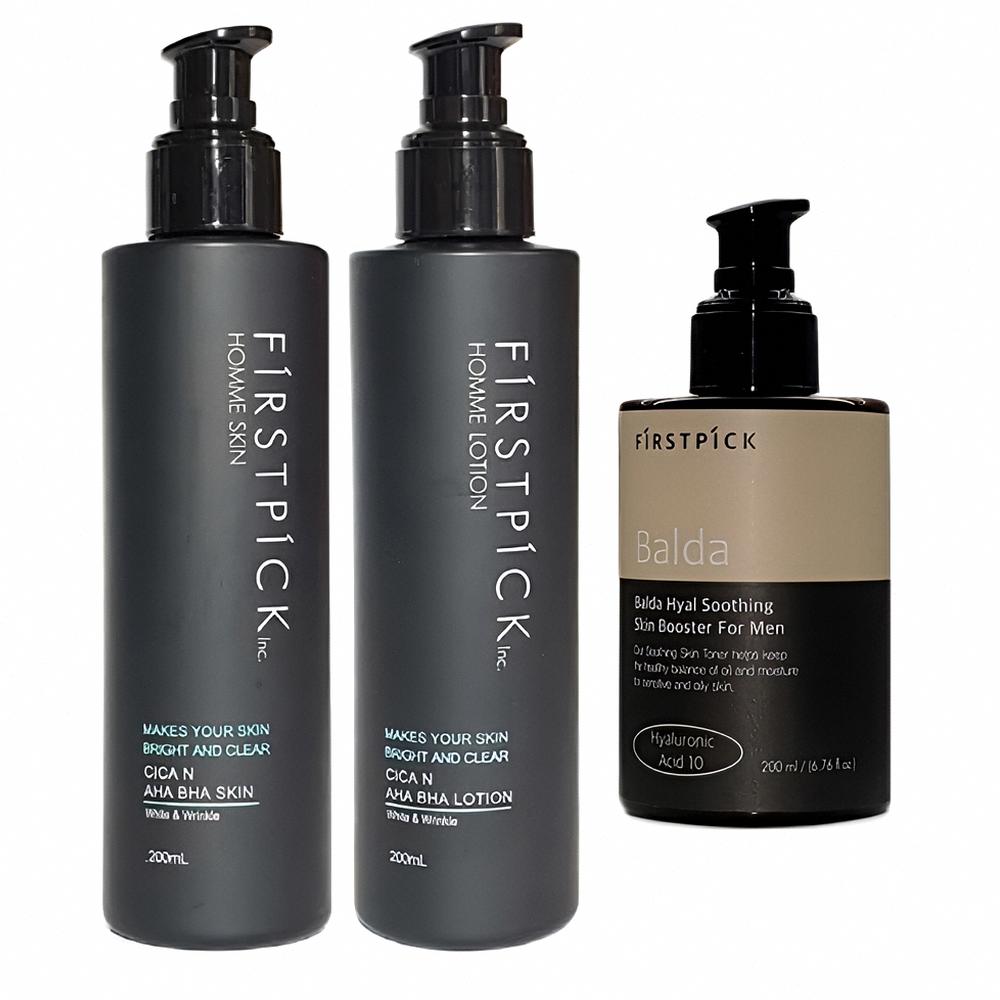 FÍRSTPÍCK Inc.
HOMME SKIN
MAKES YOUR SKIN
BRIGHT AND CLEAR
CICA N
AHA BHA SKIN
White & Wrinkle
200mL
FÍRSTPÍCK Inc.
HOMME LOTION
MAKES YOUR SKIN
BRIGHT AND CLEAR
CICA N
AHA BHA LOTION
White & Wrinkle
200mL
FÍRSTPÍCK
Balda
Balda Hyal Soothing
Skin Booster For Men
Our Soothing Skin Toner helps keep
the healthy balance of oil and moisture
to sensitive and oily skin.
Hyaluronic
Acid 10
200 ml / (6.76 fl.oz)